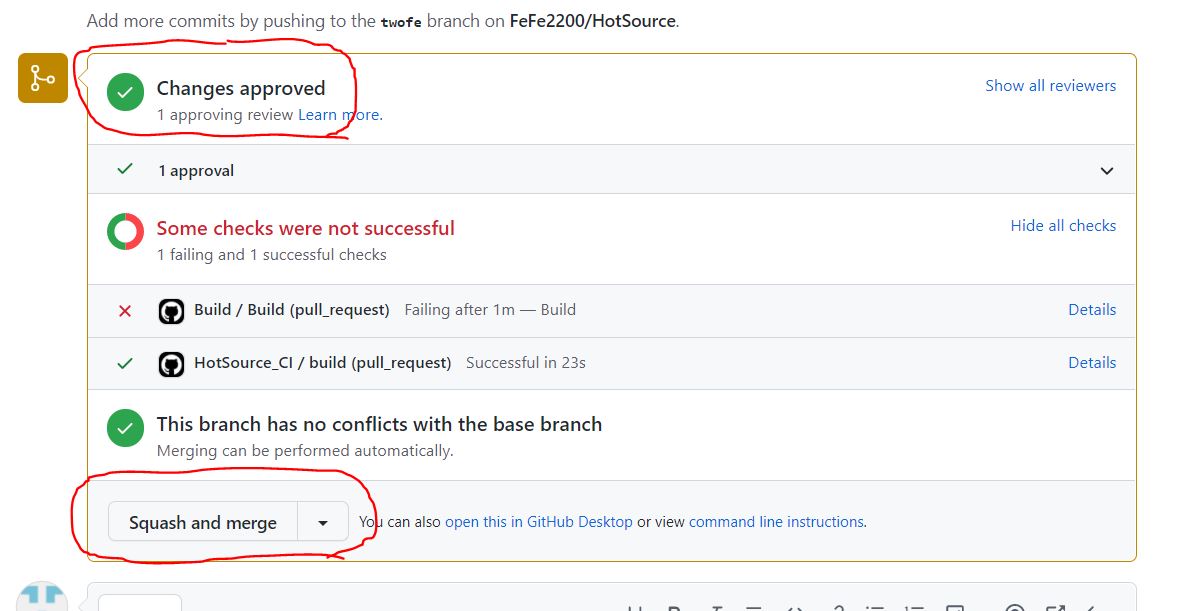 Add more commits by pushing to the twofe branch on FeFe2200/HotSource.
Changes approved
Show all reviewers
1 approving review Learn more.
1 approval
Some checks were not successful
Hide all checks
1 failing and 1 successful checks
Build / Build (pull_request) Failing after 1m — Build
Details
HotSource_CI / build (pull_request) Successful in 23s
Details
This branch has no conflicts with the base branch
Merging can be performed automatically.
Squash and merge
You can also open this in GitHub Desktop or view command line instructions.